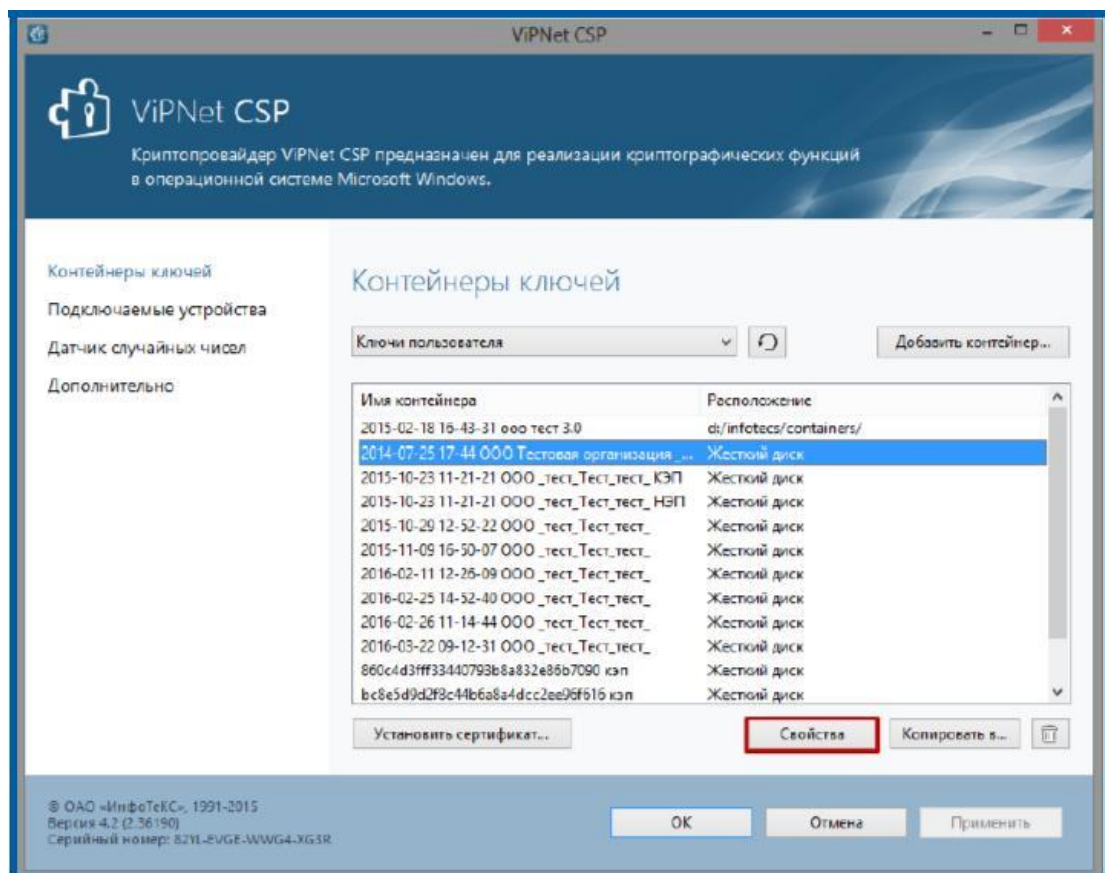 ViPNet CSP
ViPNet CSP
Криптопровайдер ViPNet CSP предназначен для реализации криптографических функций
в операционной системе Microsoft Windows.
Контейнеры ключей
Подключаемые устройства
Датчик случайных чисел
Дополнительно
Контейнеры ключей
Ключи пользователя
Добавить контейнер...
Имя контейнера Расположение
2015-02-18 16-43-31 ооо тест 3.0 d:/infotecs/containers/
2014-07-25 17-44 ООО Тестовая организация _... Жесткий диск
2015-10-23 11-21-21 ООО _тест_Тест_тест_ КЭП Жесткий диск
2015-10-23 11-21-21 ООО _тест_Тест_тест_ НЭП Жесткий диск
2015-10-29 12-52-22 ООО _тест_Тест_тест_ Жесткий диск
2015-11-09 16-50-07 ООО _тест_Тест_тест_ Жесткий диск
2016-02-11 12-26-09 ООО _тест_Тест_тест_ Жесткий диск
2016-02-25 14-52-40 ООО _тест_Тест_тест_ Жесткий диск
2016-02-26 11-14-44 ООО _тест_Тест_тест_ Жесткий диск
2016-03-22 09-12-31 ООО _тест_Тест_тест_ Жесткий диск
860c4d3fff33440793b8a832e86b7090 кэп Жесткий диск
bc8e5d9d2f8c44b6a8a4dcc2ee96f616 кэп Жесткий диск
Установить сертификат...
Свойства
Копировать в...
© ОАО «ИнфоТеКС», 1991-2015
Версия 4.2 (2.36190)
Серийный номер: 82YL-EVGE-WWG4-XG3R
ОК
Отмена
Применить